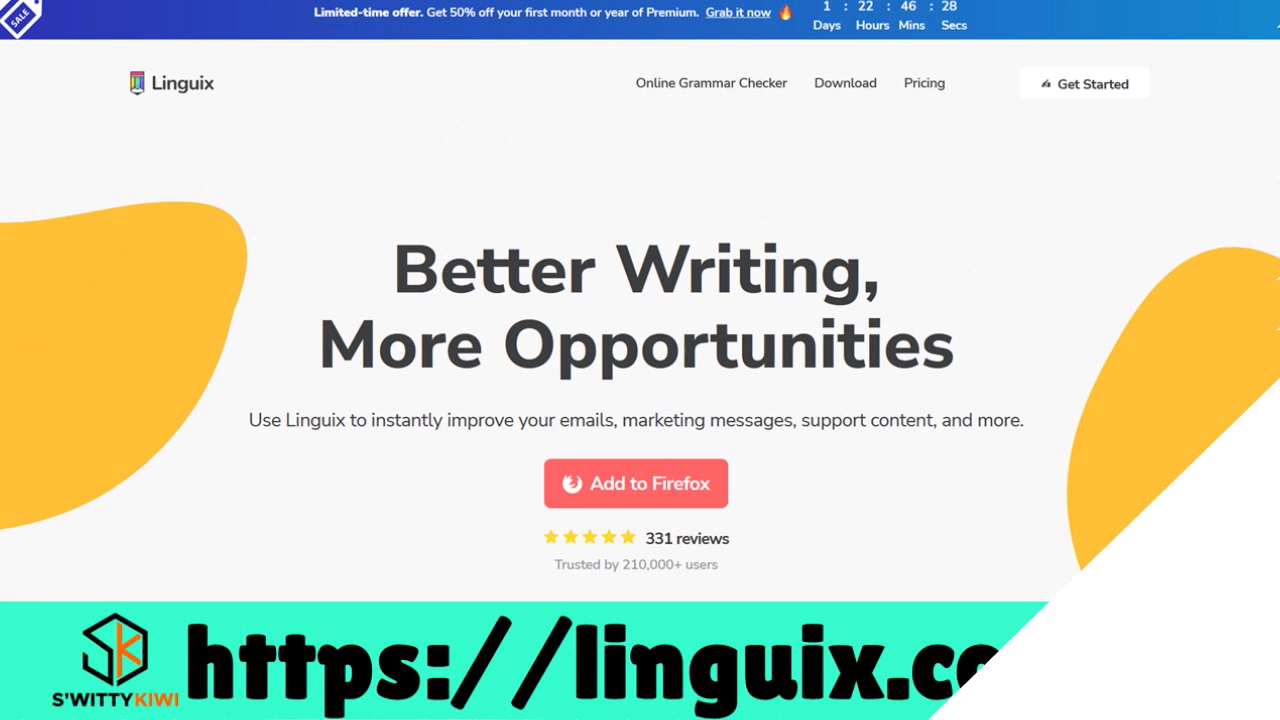 SALE
Limited-time offer. Get 50% off your first month or year of Premium. Grab it now
1 : 22 : 46 : 28
Days Hours Mins Secs
Linguix
Online Grammar Checker Download Pricing Get Started
Better Writing,
More Opportunities
Use Linguix to instantly improve your emails, marketing messages, support content, and more.
Add to Firefox
331 reviews
Trusted by 210,000+ users
https://linguix.co
S'WITTYKIWI